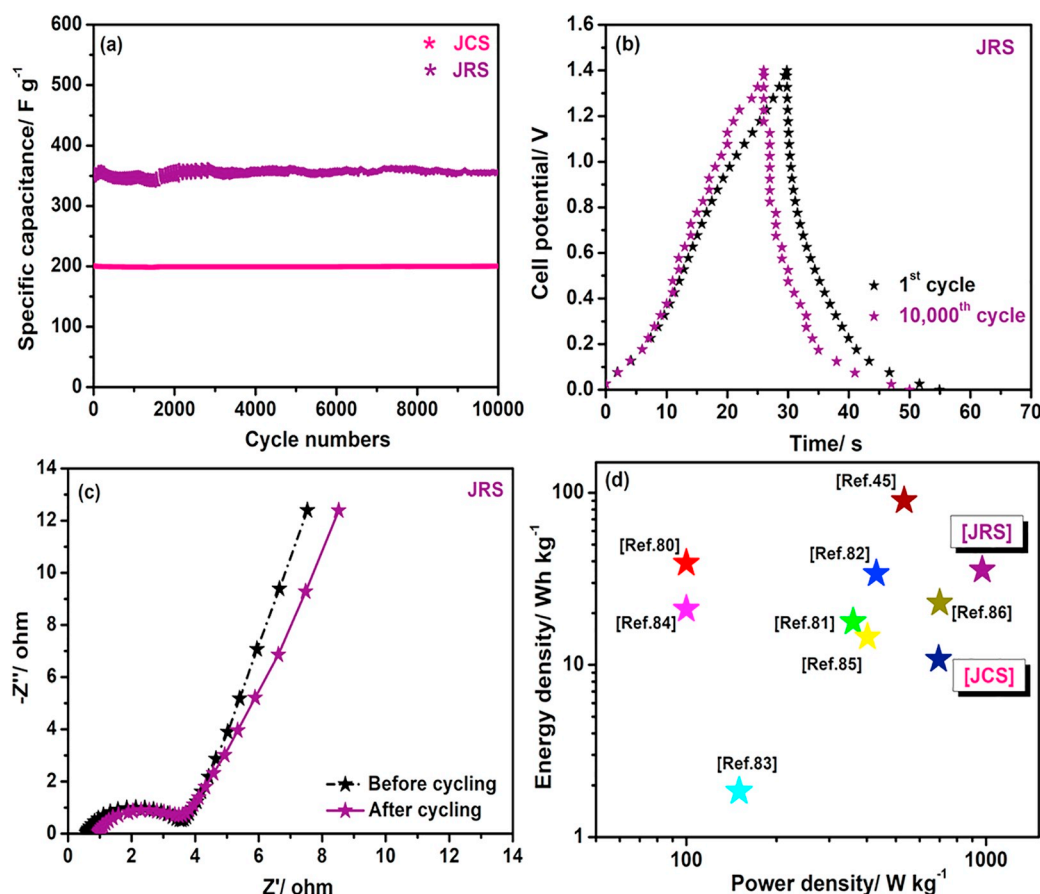 (a)
JCS
JRS
Specific capacitance/ F g⁻¹
600
500
400
300
200
100
0
0 2000 4000 6000 8000 10000
Cycle numbers
(b)
JRS
Cell potential/ V
1.4
1.2
1.0
0.8
0.6
0.4
0.2
0.0
1ˢᵗ cycle
10,000ᵗʰ cycle
0 10 20 30 40 50 60 70
Time/ s
(c)
JRS
-Z''/ ohm
14
12
10
8
6
4
2
0
Before cycling
After cycling
0 2 4 6 8 10 12 14
Z'/ ohm
(d)
Energy density/ Wh kg⁻¹
100
10
1
[Ref.45]
[JRS]
[Ref.80]
[Ref.82]
[Ref.84]
[Ref.81]
[Ref.86]
[Ref.85]
[JCS]
[Ref.83]
100 1000
Power density/ W kg⁻¹